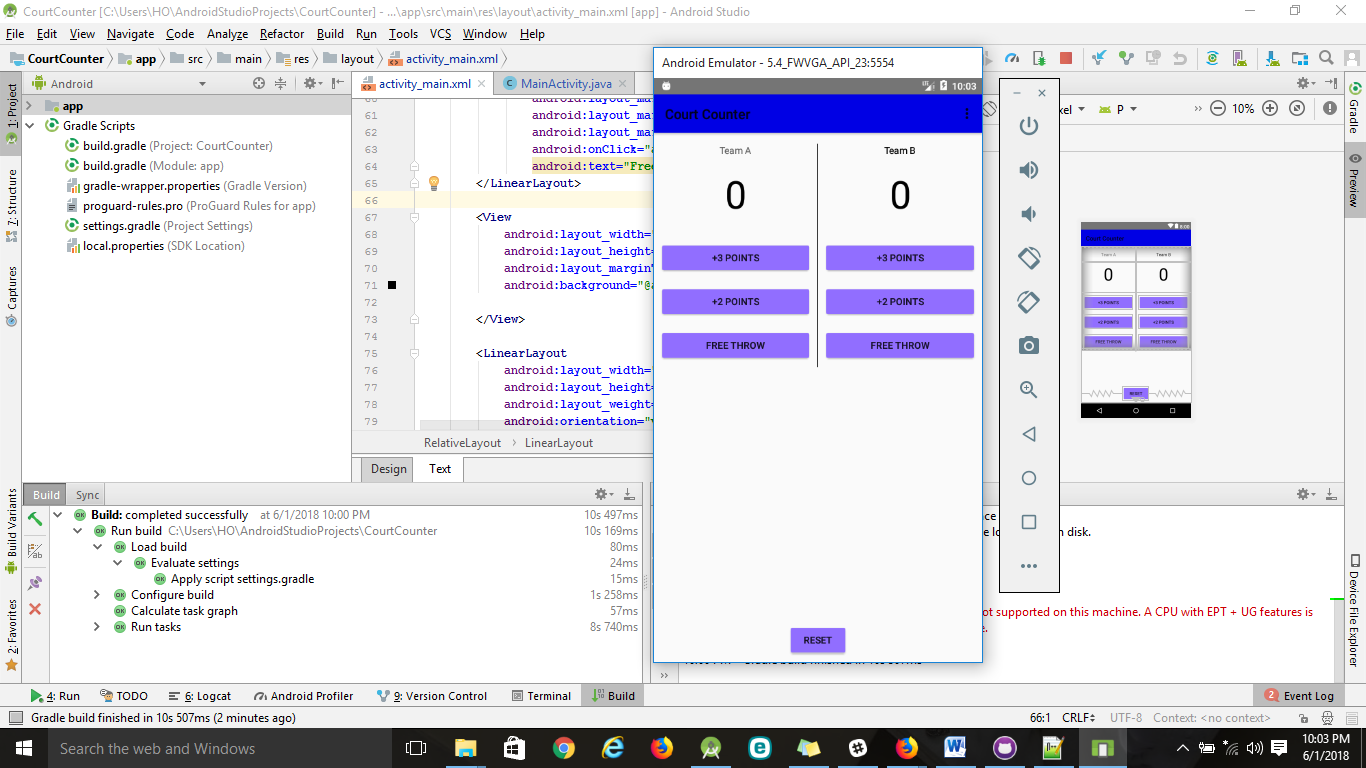 CourtCounter [C:\Users\HO\AndroidStudioProjects\CourtCounter] - ...\app\src\main\res\layout\activity_main.xml [app] - Android Studio
File Edit View Navigate Code Analyze Refactor Build Run Tools VCS Window Help
CourtCounter app src main res layout activity_main.xml
Android
activity_main.xml MainActivity.java
1: Project
7: Structure
Captures
Build Variants
2: Favorites
app
Gradle Scripts
build.gradle (Project: CourtCounter)
build.gradle (Module: app)
gradle-wrapper.properties (Gradle Version)
proguard-rules.pro (ProGuard Rules for app)
settings.gradle (Project Settings)
local.properties (SDK Location)
61 android:layout_ma
62 android:layout_ma
63 android:onClick="
64 android:text="Free
65 </LinearLayout>
66
67 <View
68 android:layout_width=
69 android:layout_height=
70 android:layout_margin
71 android:background="@a
72
73 </View>
74
75 <LinearLayout
76 android:layout_width=
77 android:layout_height=
78 android:layout_weight=
79 android:orientation="v
RelativeLayout LinearLayout
Design Text
Android Emulator - 5.4_FWVGA_API_23:5554
10:03
Court Counter
Team A Team B
0 0
+3 POINTS +3 POINTS
+2 POINTS +2 POINTS
FREE THROW FREE THROW
RESET
xel P 10%
8:00
Court Counter
Team A Team B
0 0
+3 POINTS +3 POINTS
+2 POINTS +2 POINTS
FREE THROW FREE THROW
RESET
Gradle
Preview
Device File Explorer
Build Sync
Build: completed successfully at 6/1/2018 10:00 PM 10s 497ms
Run build C:\Users\HO\AndroidStudioProjects\CourtCounter 10s 169ms
Load build 80ms
Evaluate settings 24ms
Apply script settings.gradle 15ms
Configure build 1s 258ms
Calculate task graph 57ms
Run tasks 8s 740ms
disk.
ot supported on this machine. A CPU with EPT + UG features is
4: Run TODO 6: Logcat Android Profiler 9: Version Control Terminal Build 2 Event Log
Gradle build finished in 10s 507ms (2 minutes ago) 66:1 CRLF UTF-8 Context: <no context>
Search the web and Windows
10:03 PM
6/1/2018